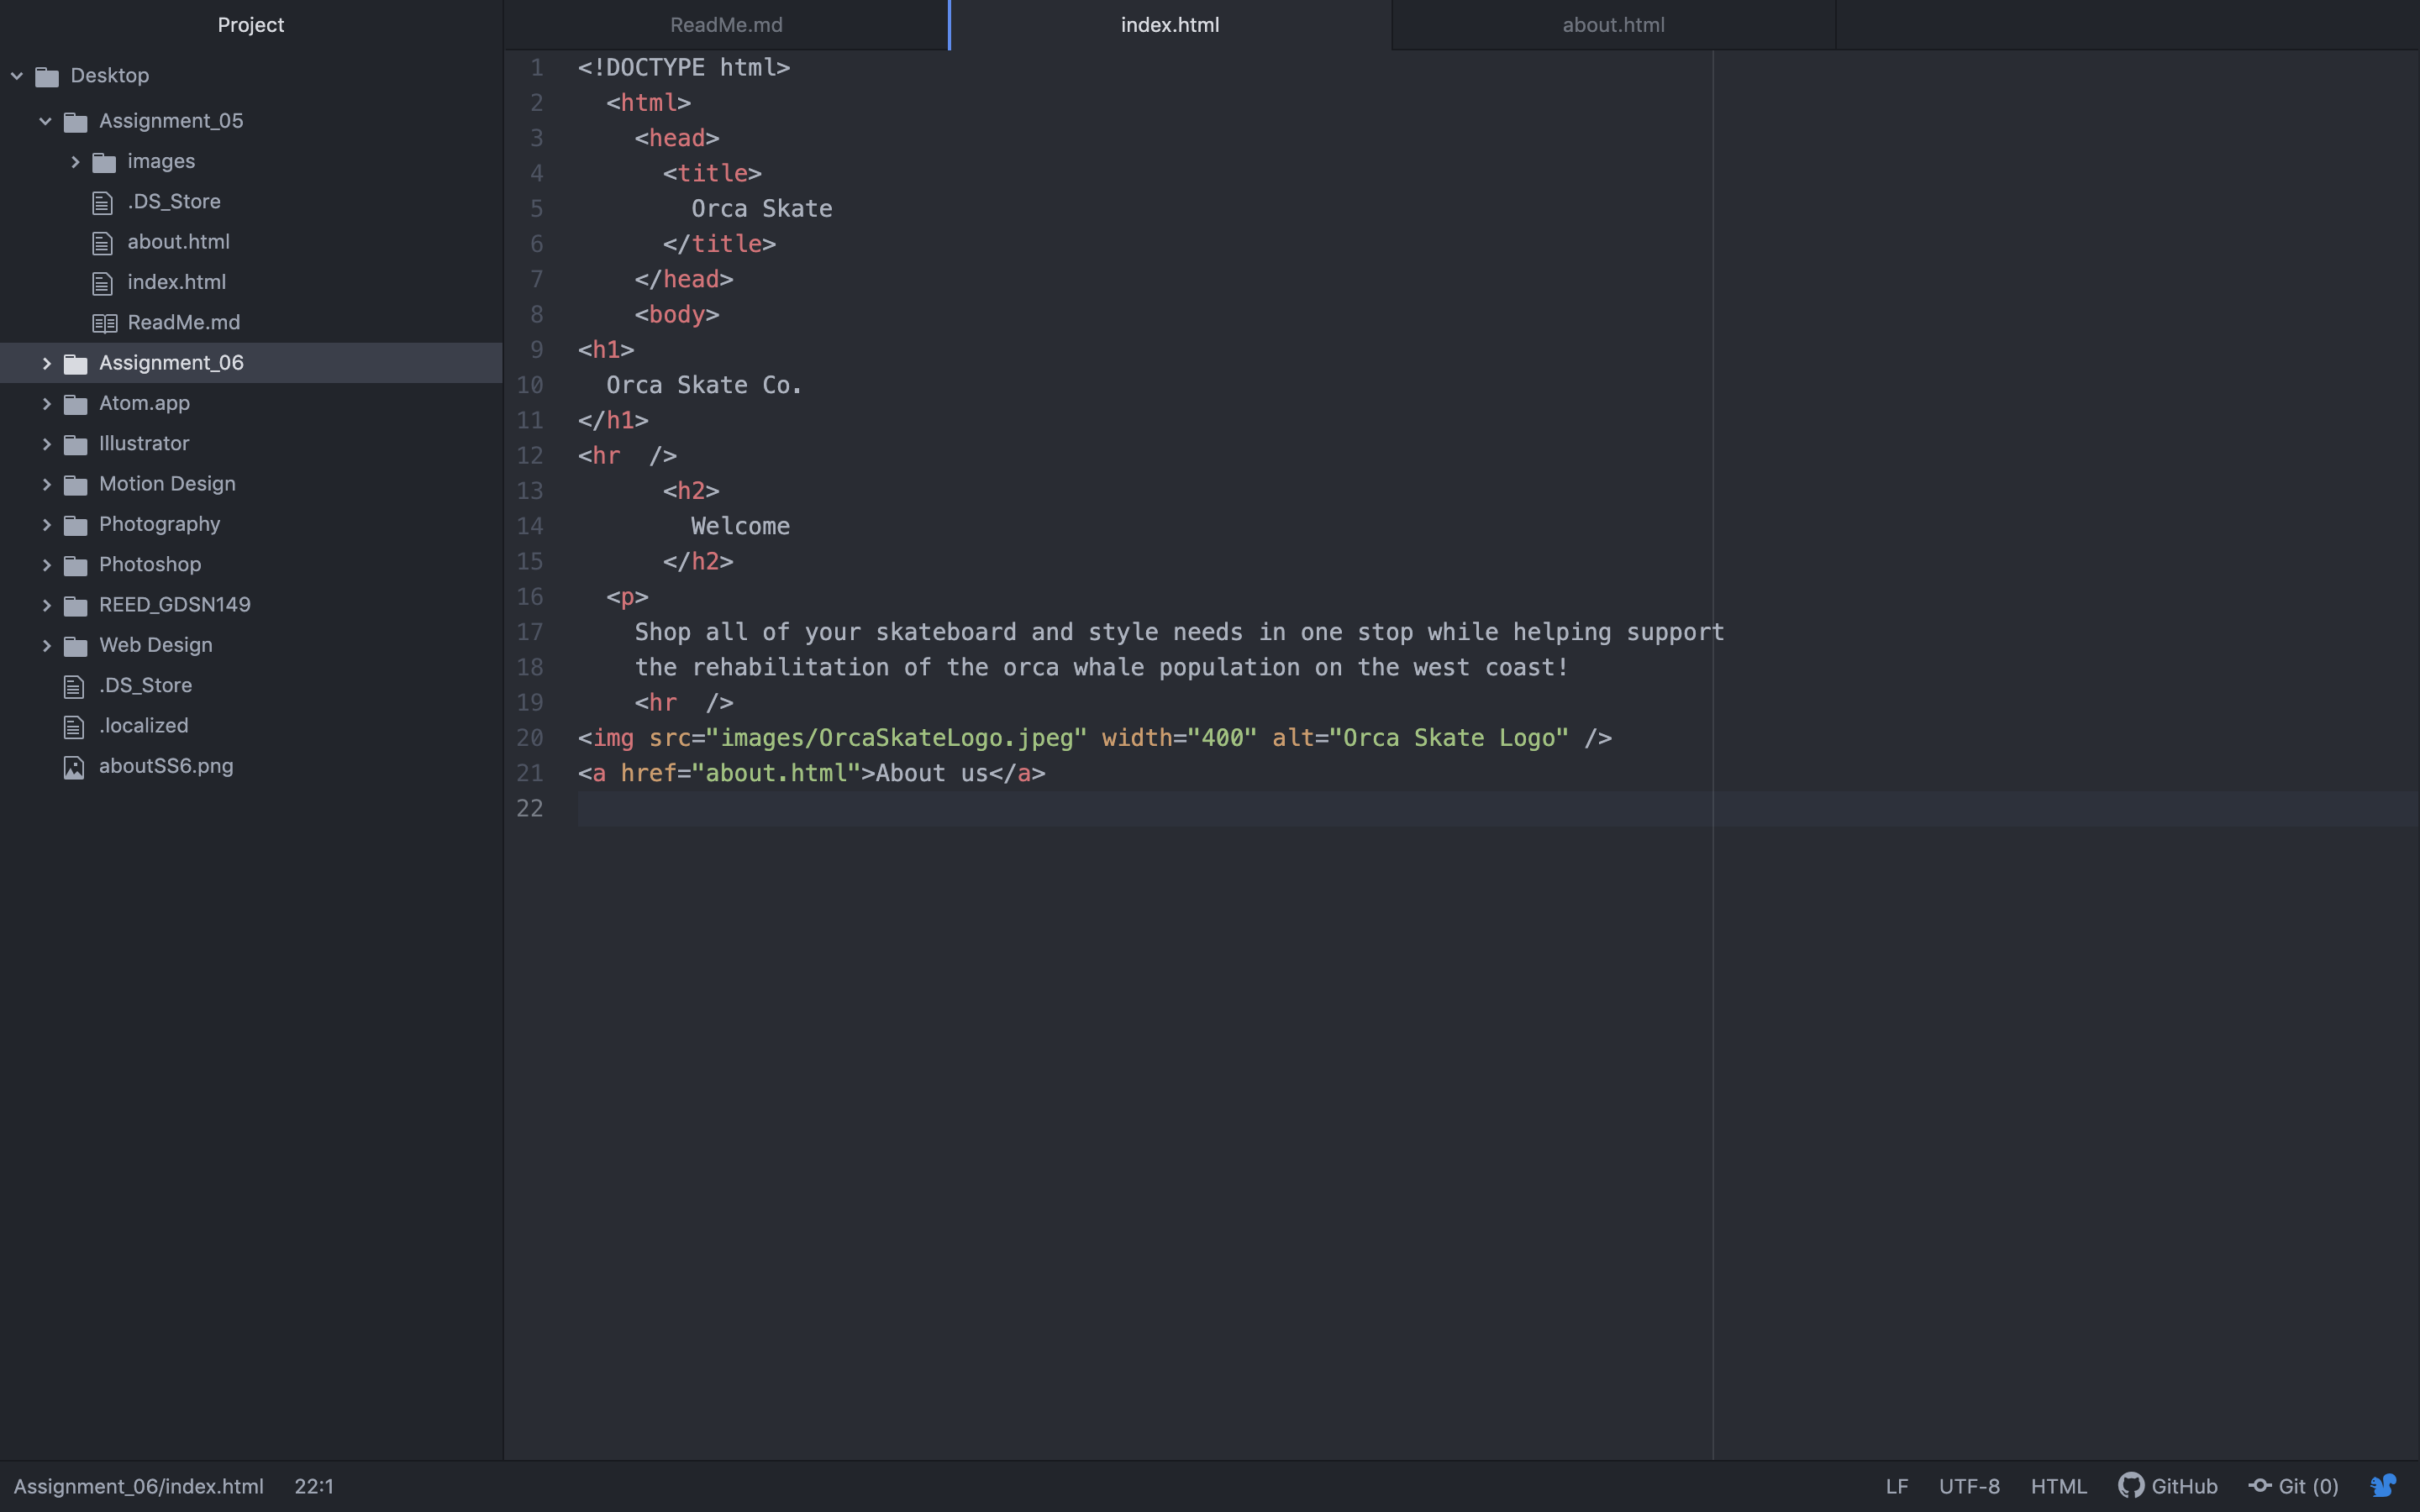 Project
Desktop
Assignment_05
images
.DS_Store
about.html
index.html
ReadMe.md
Assignment_06
Atom.app
Illustrator
Motion Design
Photography
Photoshop
REED_GDSN149
Web Design
.DS_Store
.localized
aboutSS6.png
ReadMe.md index.html about.html
1 <!DOCTYPE html>
2 <html>
3 <head>
4 <title>
5 Orca Skate
6 </title>
7 </head>
8 <body>
9 <h1>
10 Orca Skate Co.
11 </h1>
12 <hr  />
13 <h2>
14 Welcome
15 </h2>
16 <p>
17 Shop all of your skateboard and style needs in one stop while helping support
18 the rehabilitation of the orca whale population on the west coast!
19 <hr  />
20 <img src="images/OrcaSkateLogo.jpeg" width="400" alt="Orca Skate Logo" />
21 <a href="about.html">About us</a>
22
Assignment_06/index.html 22:1 LF UTF-8 HTML GitHub Git (0)